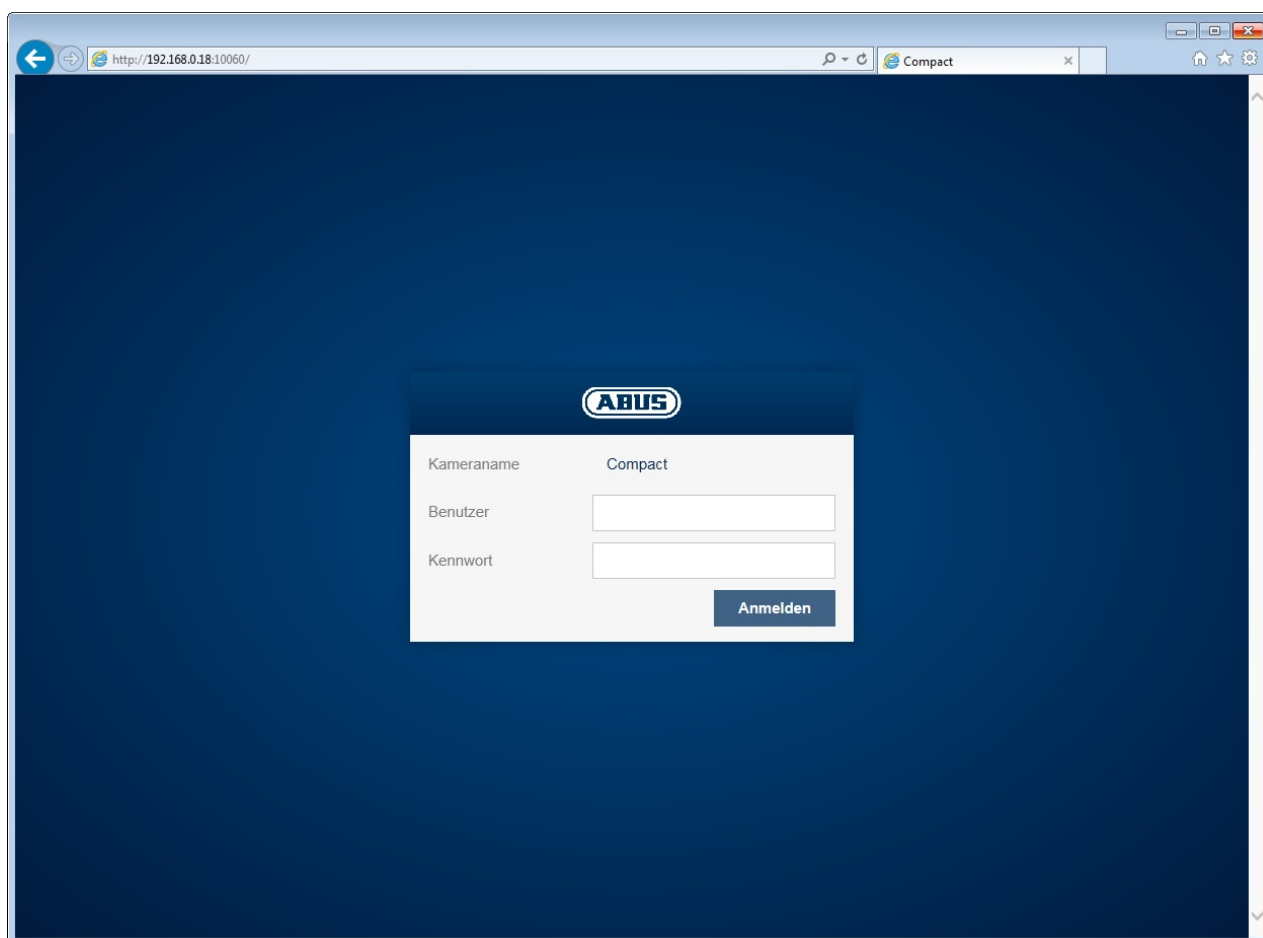 http://192.168.0.18:10060/
Compact
ABUS
Kameraname Compact
Benutzer
Kennwort
Anmelden